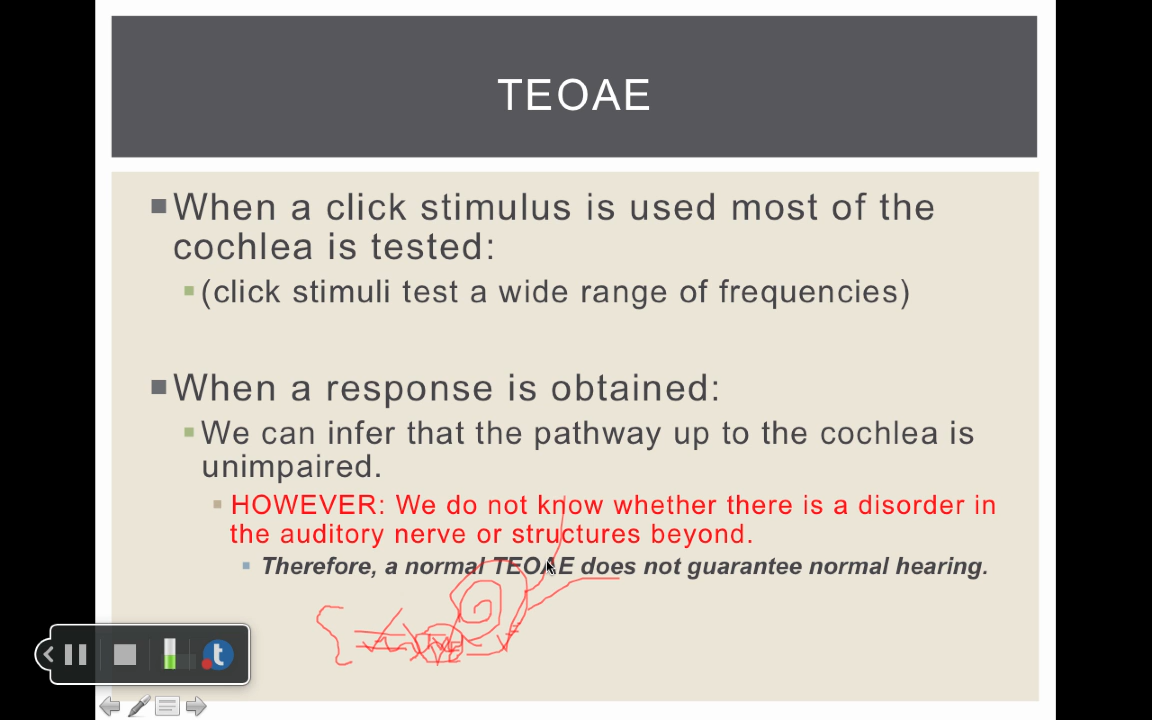 TEOAE
When a click stimulus is used most of the
cochlea is tested:
(click stimuli test a wide range of frequencies)
When a response is obtained:
We can infer that the pathway up to the cochlea is
unimpaired.
HOWEVER: We do not know whether there is a disorder in
the auditory nerve or structures beyond.
Therefore, a normal TEOAE does not guarantee normal hearing.
t